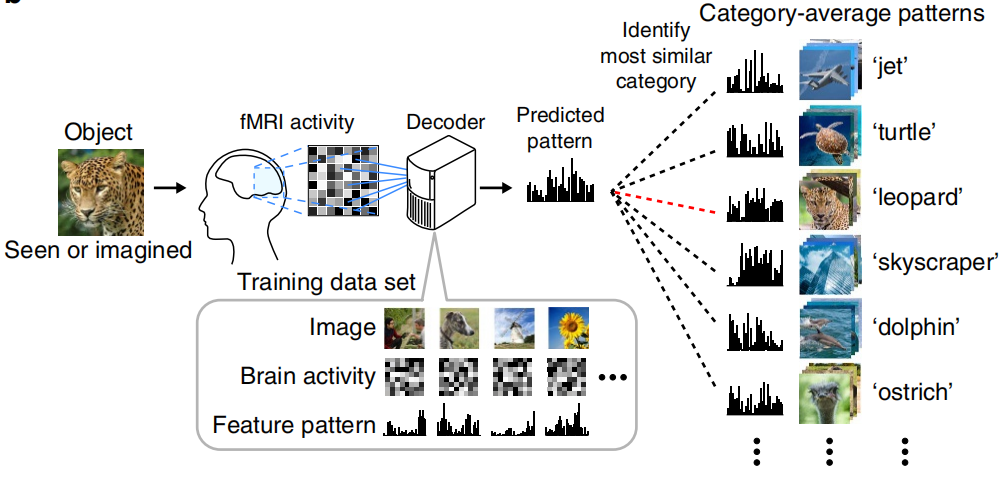 b
Category-average patterns
Identify
most similar
category
Object
fMRI activity
Decoder
Predicted
pattern
Seen or imagined
‘jet’
‘turtle’
‘leopard’
‘skyscraper’
‘dolphin’
‘ostrich’
Training data set
Image
Brain activity
Feature pattern